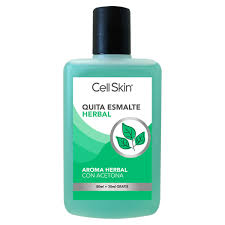 Cell Skin®
QUITA ESMALTE
HERBAL
AROMA HERBAL
CON ACETONA